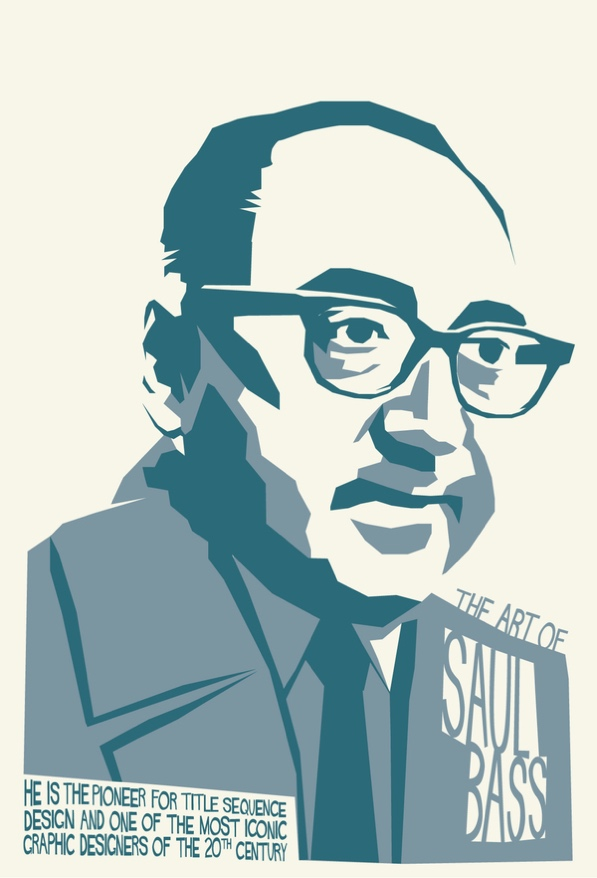 THE ART OF
SAUL
BASS
HE IS THE PIONEER FOR TITLE SEQUENCE
DESIGN AND ONE OF THE MOST ICONIC
GRAPHIC DESIGNERS OF THE 20TH CENTURY